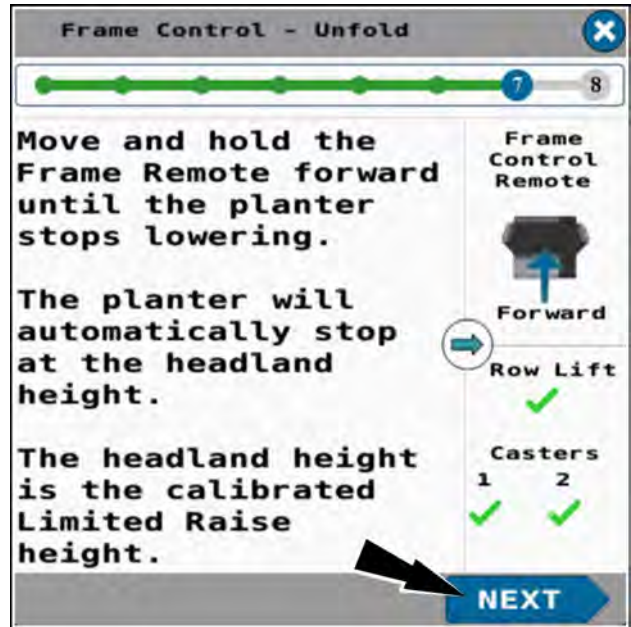 Frame Control - Unfold
7
8
Move and hold the
Frame Remote forward
until the planter
stops lowering.
The planter will
automatically stop
at the headland
height.
The headland height
is the calibrated
Limited Raise
height.
Frame
Control
Remote
Forward
Row Lift
Casters
1 2
NEXT